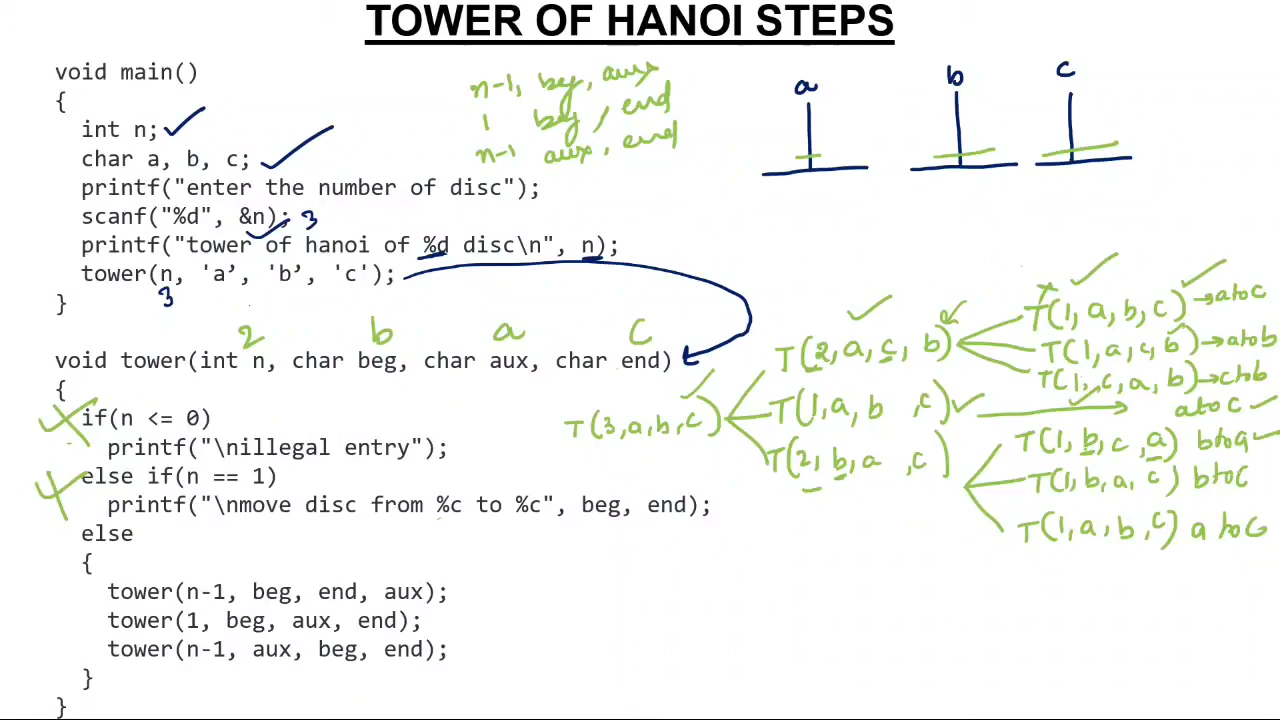 TOWER OF HANOI STEPS
void main()
{
int n;
char a, b, c;
printf("enter the number of disc");
scanf("%d", &n); 3
printf("tower of hanoi of %d disc\n", n);
tower(n, 'a’, 'b’, 'c');
3
}
n-1, beg, aux
1 beg, end
n-1 aux, end
a b c
2 b a c
void tower(int n, char beg, char aux, char end)
{
if(n <= 0)
printf("\nillegal entry");
else if(n == 1)
printf("\nmove disc from %c to %c", beg, end);
else
{
tower(n-1, beg, end, aux);
tower(1, beg, aux, end);
tower(n-1, aux, beg, end);
}
}
T(3,a,b,c)
T(2,a,c,b)
T(1,a,b,c)→a to c
T(1,a,c,b)→a to b
T(1,c,a,b)→c to b
T(1,a,b,c) → a to c
T(2,b,a,c)
T(1,b,c,a) b to a
T(1,b,a,c) b to c
T(1,a,b,c) a to c